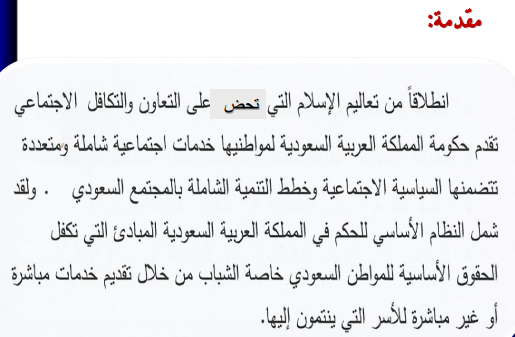 مقدمة:
انطلاقاً من تعاليم الإسلام التي تحض على التعاون والتكافل الاجتماعي
تقدم حكومة المملكة العربية السعودية لمواطنيها خدمات اجتماعية شاملة ومتعددة
تتضمنها السياسية الاجتماعية وخطط التنمية الشاملة بالمجتمع السعودي . ولقد
شمل النظام الأساسي للحكم في المملكة العربية السعودية المبادئ التي تكفل
الحقوق الأساسية للمواطن السعودي خاصة الشباب من خلال تقديم خدمات مباشرة
أو غير مباشرة للأسر التي ينتمون إليها.